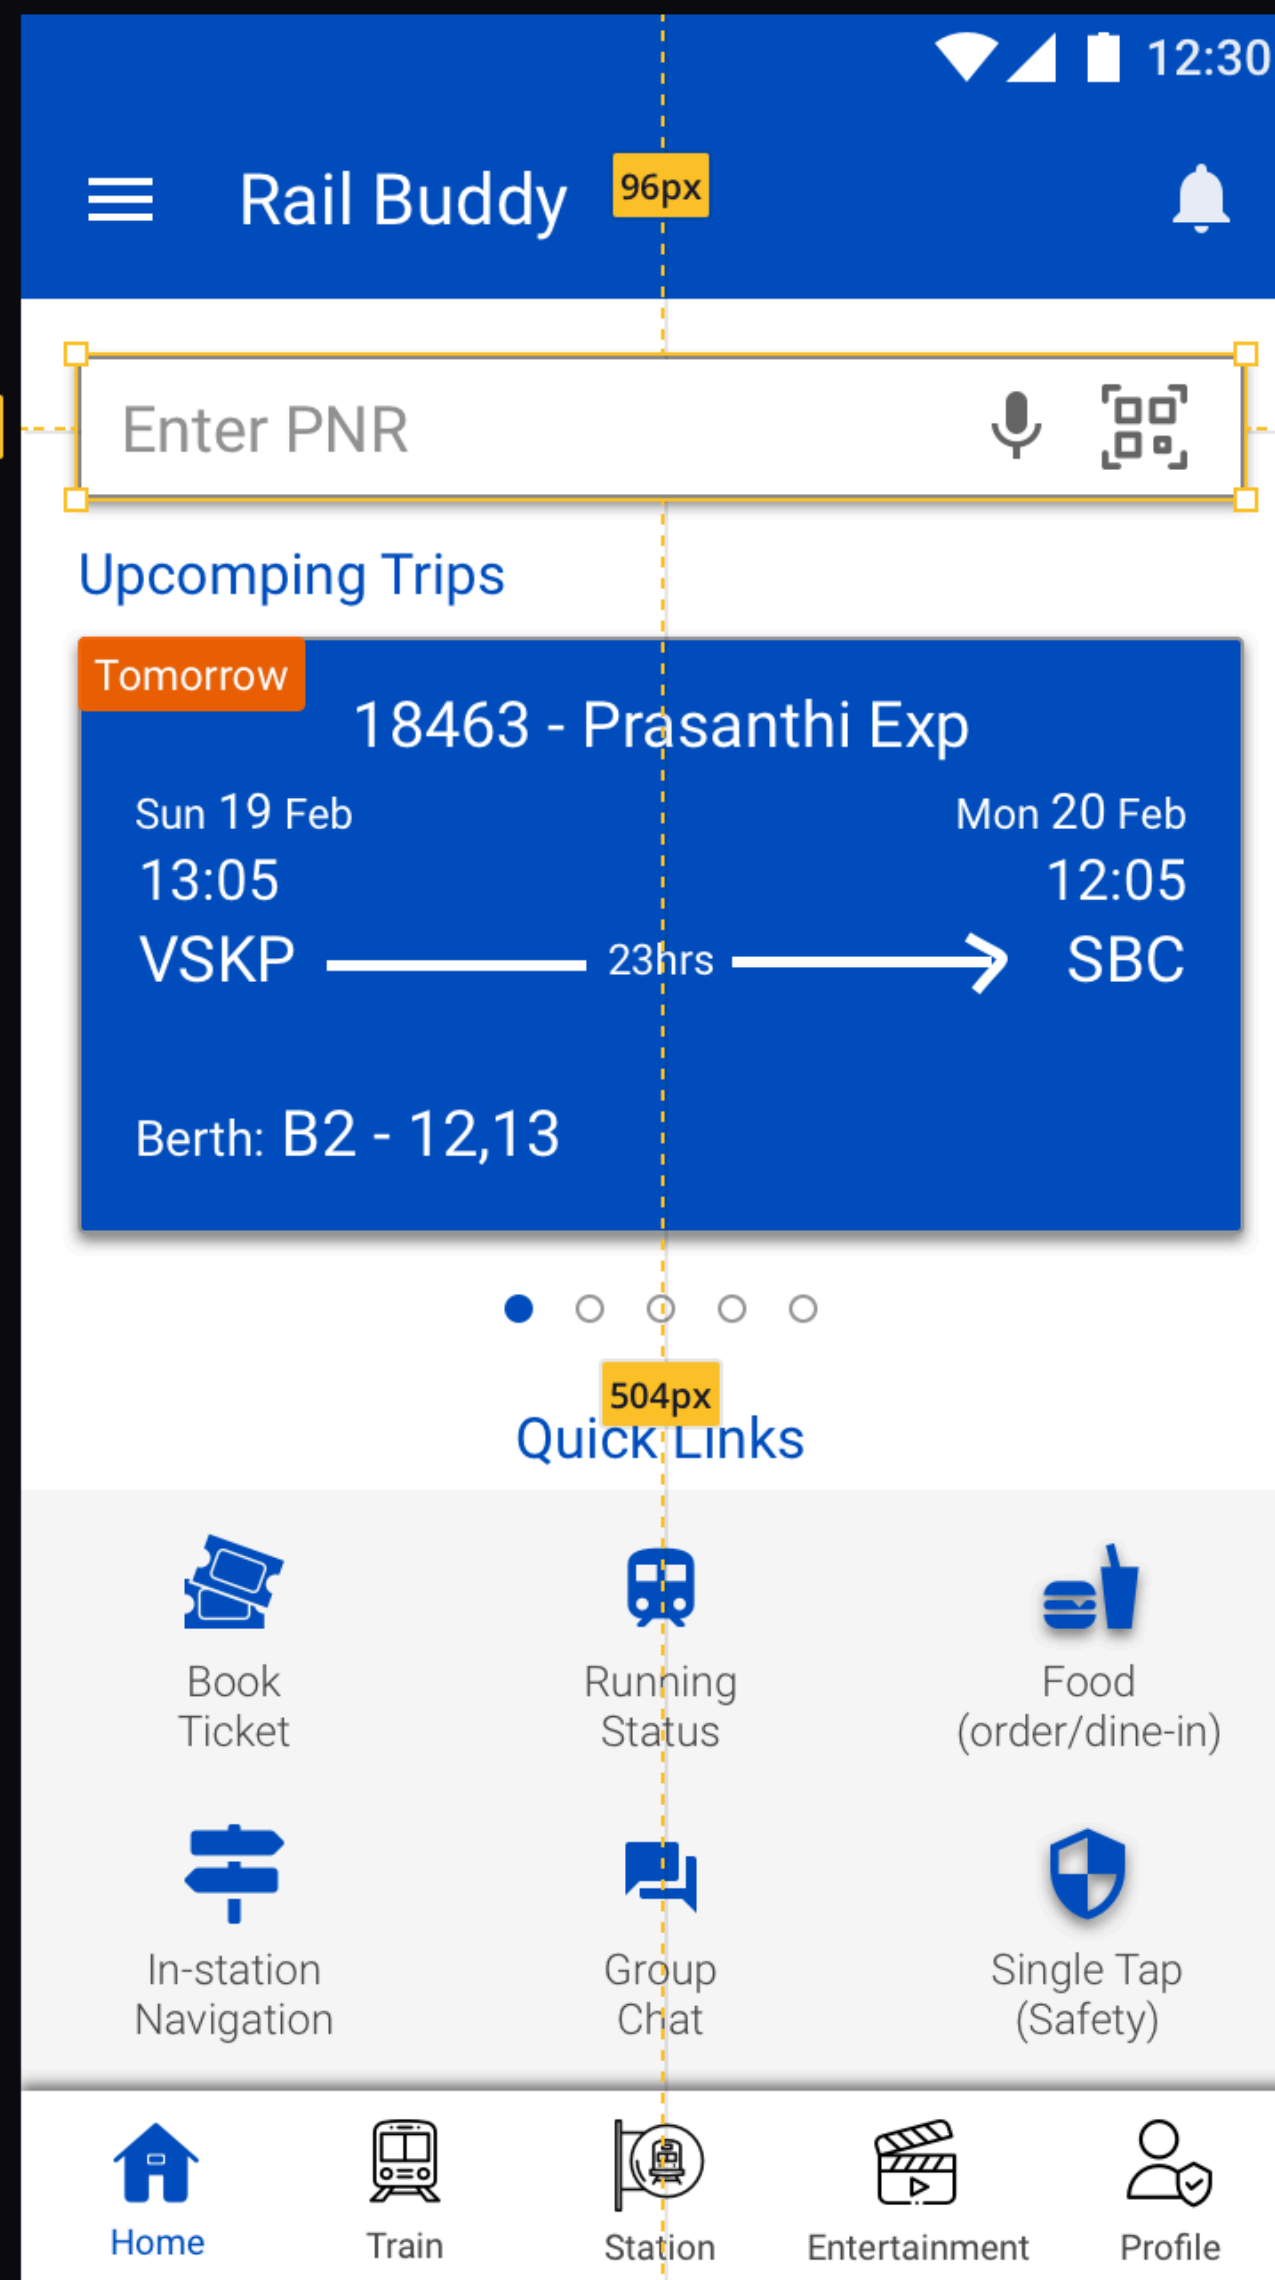 12:30
Rail Buddy
96px
Enter PNR
Upcomping Trips
Tomorrow
18463 - Prasanthi Exp
Sun 19 Feb
Mon 20 Feb
13:05
12:05
VSKP
23hrs
SBC
Berth: B2 - 12,13
504px
Quick Links
Book
Ticket
Running
Status
Food
(order/dine-in)
In-station
Navigation
Group
Chat
Single Tap
(Safety)
Home
Train
Station
Entertainment
Profile